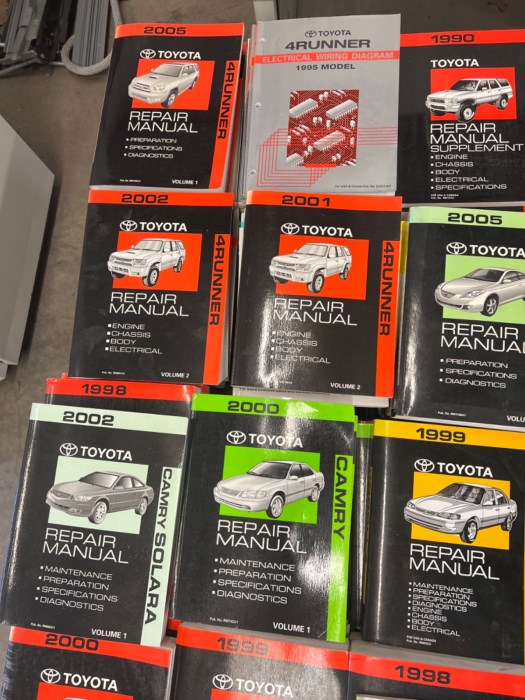 2005
TOYOTA
4RUNNER
REPAIR
MANUAL
• PREPARATION
• SPECIFICATIONS
• DIAGNOSTICS
VOLUME 1
TOYOTA
4RUNNER
ELECTRICAL WIRING DIAGRAM
1995 MODEL
1990
TOYOTA
REPAIR
MANUAL
SUPPLEMENT
• ENGINE
• CHASSIS
• BODY
• ELECTRICAL
• SPECIFICATIONS
2002
TOYOTA
4RUNNER
REPAIR
MANUAL
• ENGINE
• CHASSIS
• BODY
• ELECTRICAL
VOLUME 2
2001
TOYOTA
4RUNNER
REPAIR
MANUAL
• ENGINE
• CHASSIS
• BODY
• ELECTRICAL
VOLUME 2
2005
TOYOTA
REPAIR
MANUAL
• PREPARATION
• SPECIFICATIONS
• DIAGNOSTICS
VOLUME
1998
2002
TOYOTA
CAMRY SOLARA
REPAIR
MANUAL
• MAINTENANCE
• PREPARATION
• SPECIFICATIONS
• DIAGNOSTICS
VOLUME 1
2000
TOYOTA
CAMRY
REPAIR
MANUAL
• MAINTENANCE
• PREPARATION
• SPECIFICATIONS
• DIAGNOSTICS
VOLUME 1
1999
TOYOTA
REPAIR
MANUAL
• MAINTENANCE
• PREPARATION
• SPECIFICATIONS
• DIAGNOSTICS
• ENGINE
• CHASSIS
• BODY
• ELECTRICAL
2000
TOYOTA
1999
TOYOTA
1998